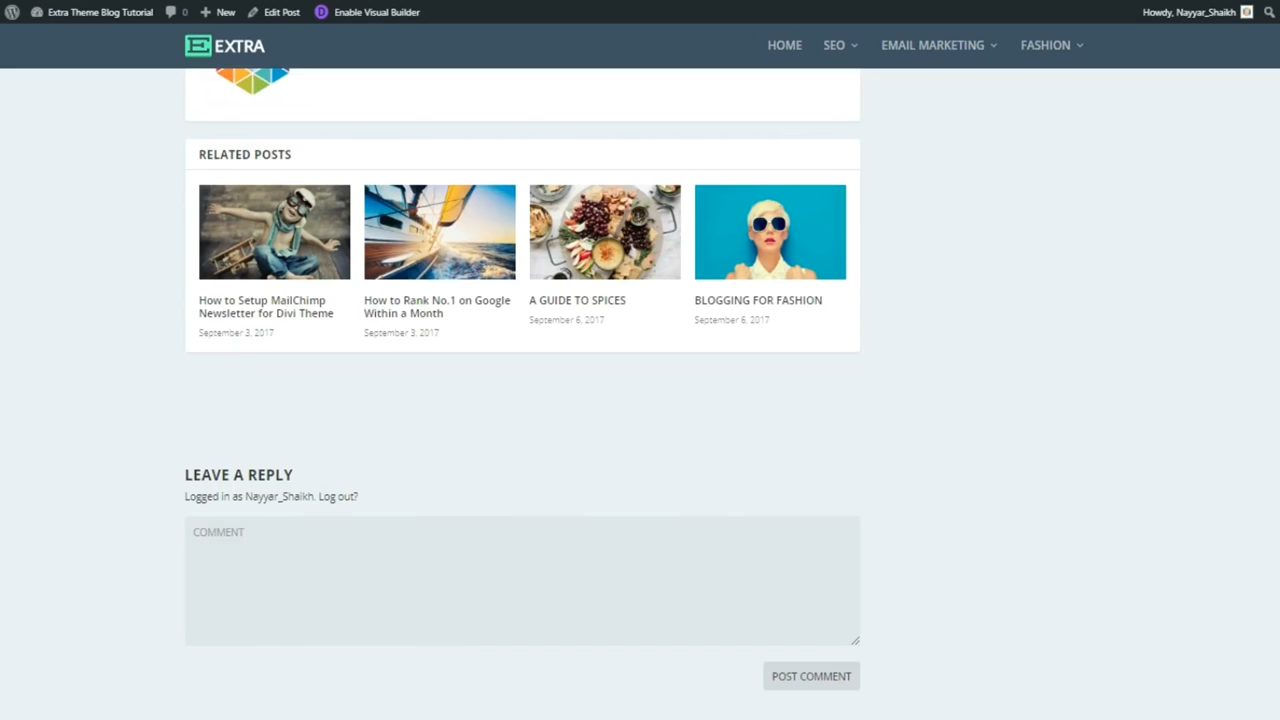 Extra Theme Blog Tutorial 0 New Edit Post D Enable Visual Builder Howdy, Nayyar_Shaikh
E EXTRA HOME SEO EMAIL MARKETING FASHION
RELATED POSTS
How to Setup MailChimp
Newsletter for Divi Theme
September 3, 2017
How to Rank No.1 on Google
Within a Month
September 3, 2017
A GUIDE TO SPICES
September 6, 2017
BLOGGING FOR FASHION
September 6, 2017
LEAVE A REPLY
Logged in as Nayyar_Shaikh. Log out?
COMMENT
POST COMMENT